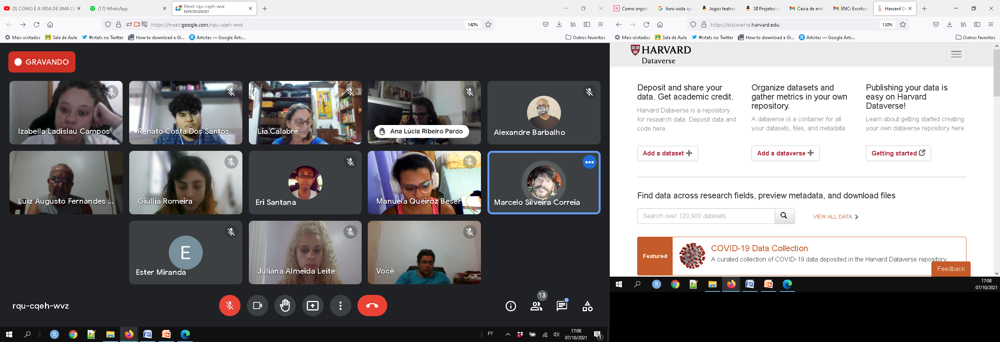 (3) COMO É A VIDA DE UMA DE
(17) WhatsApp
Meet: rqu-cqeh-wvz
REPRODUZINDO
https://meet.google.com/rqu-cqeh-wvz
140%
Mais visitados
Sala de Aula
#rstats no Twitter
How to download a GI...
Artistas — Google Arts...
Outros favoritos
GRAVANDO
Izabella Ladislau Campos
Renato Costa Dos Santos
Lia Calabre
Ana Lúcia Ribeiro Pardo
ARTE
VIDA
Alexandre Barbalho
Luiz Augusto Fernandes ...
Giullia Romeira
Eri Santana
Manuela Queiroz Beser
Marcelo Silveira Correia
E
Ester Miranda
Juliana Almeida Leite
Você
rqu-cqeh-wvz
13
PT
17:08
07/10/2021
1
Como organi
livro viola spo
Jogos teatrais
30 Projetos co
Caixa de entr
ENC: Escritura
Harvard Da
https://dataverse.harvard.edu
120%
Mais visitados
Sala de Aula
#rstats no Twitter
How to download a GI...
Artistas — Google Arts...
Outros favoritos
HARVARD
Dataverse
Deposit and share your
data. Get academic credit.
Harvard Dataverse is a repository
for research data. Deposit data and
code here.
Add a dataset
Organize datasets and
gather metrics in your own
repository.
A dataverse is a container for all
your datasets, files, and metadata.
Add a dataverse
Publishing your data is
easy on Harvard
Dataverse!
Learn about getting started creating
your own dataverse repository here.
Getting started
Find data across research fields, preview metadata, and download files
Search over 120,900 datasets...
VIEW ALL DATA
Featured
COVID-19 Data Collection
A curated collection of COVID-19 data deposited in the Harvard Dataverse repository.
Feedback
17:08
07/10/2021